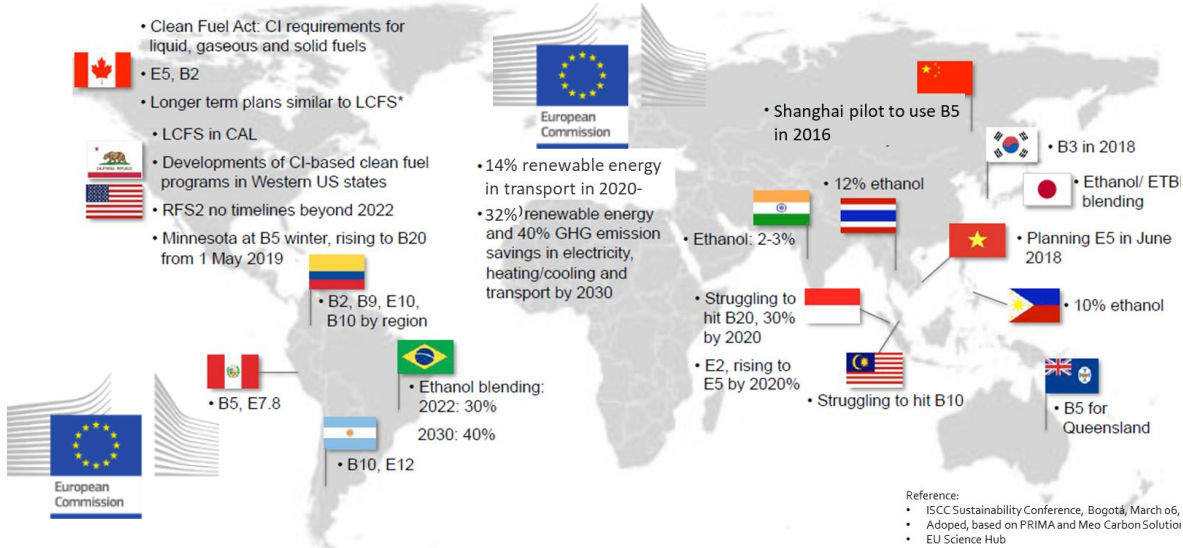 • Clean Fuel Act: CI requirements for
liquid, gaseous and solid fuels
• E5, B2
• Longer term plans similar to LCFS*
• LCFS in CAL
• Developments of CI-based clean fuel
programs in Western US states
• RFS2 no timelines beyond 2022
• Minnesota at B5 winter, rising to B20
from 1 May 2019
• B2, B9, E10,
B10 by region
• B5, E7.8
• Ethanol blending:
2022: 30%
2030: 40%
• B10, E12
European
Commission
European
Commission
• 14% renewable energy
in transport in 2020-
• 32%) renewable energy
and 40% GHG emission
savings in electricity,
heating/cooling and
transport by 2030
• Shanghai pilot to use B5
in 2016
• B3 in 2018
• Ethanol/ ETB
blending
• 12% ethanol
• Ethanol: 2-3%
• Planning E5 in June
2018
• Struggling to
hit B20, 30%
by 2020
• E2, rising to
E5 by 2020%
• 10% ethanol
• Struggling to hit B10
• B5 for
Queensland
Reference:
• ISCC Sustainability Conference, Bogotá, March 06,
• Adoped, based on PRIMA and Meo Carbon Solution
• EU Science Hub